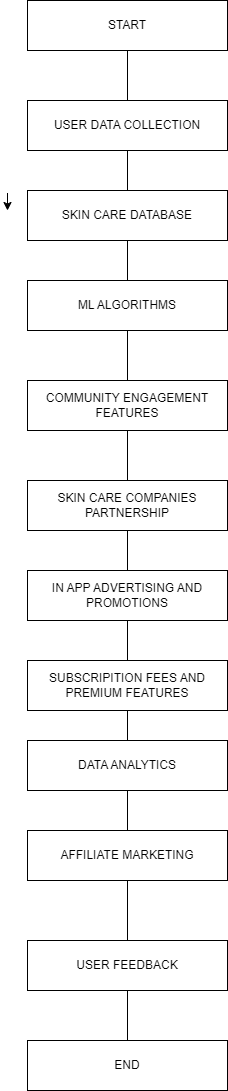 START
USER DATA COLLECTION
SKIN CARE DATABASE
ML ALGORITHMS
COMMUNITY ENGAGEMENT
FEATURES
SKIN CARE COMPANIES
PARTNERSHIP
IN APP ADVERTISING AND
PROMOTIONS
SUBSCRIPITION FEES AND
PREMIUM FEATURES
DATA ANALYTICS
AFFILIATE MARKETING
USER FEEDBACK
END